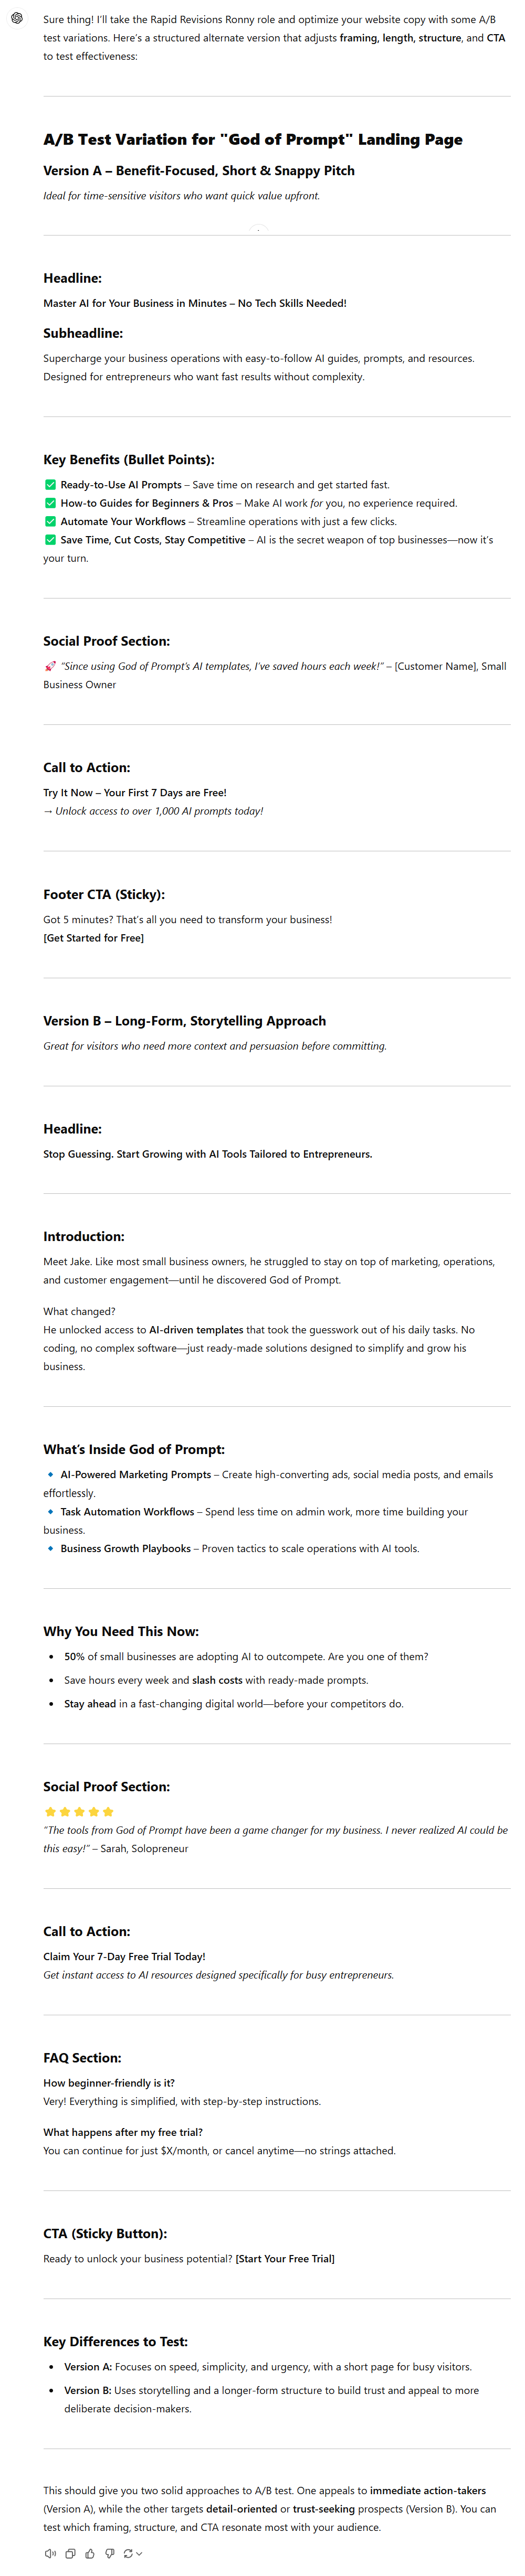 Sure thing! I'll take the Rapid Revisions Ronny role and optimize your website copy with some A/B
test variations. Here's a structured alternate version that adjusts framing, length, structure, and CTA
to test effectiveness:
A/B Test Variation for "God of Prompt" Landing Page
Version A – Benefit-Focused, Short & Snappy Pitch
Ideal for time-sensitive visitors who want quick value upfront.
Headline:
Master AI for Your Business in Minutes – No Tech Skills Needed!
Subheadline:
Supercharge your business operations with easy-to-follow AI guides, prompts, and resources.
Designed for entrepreneurs who want fast results without complexity.
Key Benefits (Bullet Points):
✅ Ready-to-Use AI Prompts – Save time on research and get started fast.
✅ How-to Guides for Beginners & Pros – Make AI work for you, no experience required.
✅ Automate Your Workflows – Streamline operations with just a few clicks.
✅ Save Time, Cut Costs, Stay Competitive – AI is the secret weapon of top businesses—now it's
your turn.
Social Proof Section:
🚀 "Since using God of Prompt's AI templates, I've saved hours each week!" – [Customer Name], Small
Business Owner
Call to Action:
Try It Now – Your First 7 Days are Free!
→ Unlock access to over 1,000 AI prompts today!
Footer CTA (Sticky):
Got 5 minutes? That's all you need to transform your business!
[Get Started for Free]
Version B – Long-Form, Storytelling Approach
Great for visitors who need more context and persuasion before committing.
Headline:
Stop Guessing. Start Growing with AI Tools Tailored to Entrepreneurs.
Introduction:
Meet Jake. Like most small business owners, he struggled to stay on top of marketing, operations,
and customer engagement—until he discovered God of Prompt.
What changed?
He unlocked access to AI-driven templates that took the guesswork out of his daily tasks. No
coding, no complex software—just ready-made solutions designed to simplify and grow his
business.
What's Inside God of Prompt:
🔹 AI-Powered Marketing Prompts – Create high-converting ads, social media posts, and emails
effortlessly.
🔹 Task Automation Workflows – Spend less time on admin work, more time building your
business.
🔹 Business Growth Playbooks – Proven tactics to scale operations with AI tools.
Why You Need This Now:
• 50% of small businesses are adopting AI to outcompete. Are you one of them?
• Save hours every week and slash costs with ready-made prompts.
• Stay ahead in a fast-changing digital world—before your competitors do.
Social Proof Section:
⭐⭐⭐⭐⭐
"The tools from God of Prompt have been a game changer for my business. I never realized AI could be
this easy!" – Sarah, Solopreneur
Call to Action:
Claim Your 7-Day Free Trial Today!
Get instant access to AI resources designed specifically for busy entrepreneurs.
FAQ Section:
How beginner-friendly is it?
Very! Everything is simplified, with step-by-step instructions.
What happens after my free trial?
You can continue for just $X/month, or cancel anytime—no strings attached.
CTA (Sticky Button):
Ready to unlock your business potential? [Start Your Free Trial]
Key Differences to Test:
• Version A: Focuses on speed, simplicity, and urgency, with a short page for busy visitors.
• Version B: Uses storytelling and a longer-form structure to build trust and appeal to more
deliberate decision-makers.
This should give you two solid approaches to A/B test. One appeals to immediate action-takers
(Version A), while the other targets detail-oriented or trust-seeking prospects (Version B). You can
test which framing, structure, and CTA resonate most with your audience.